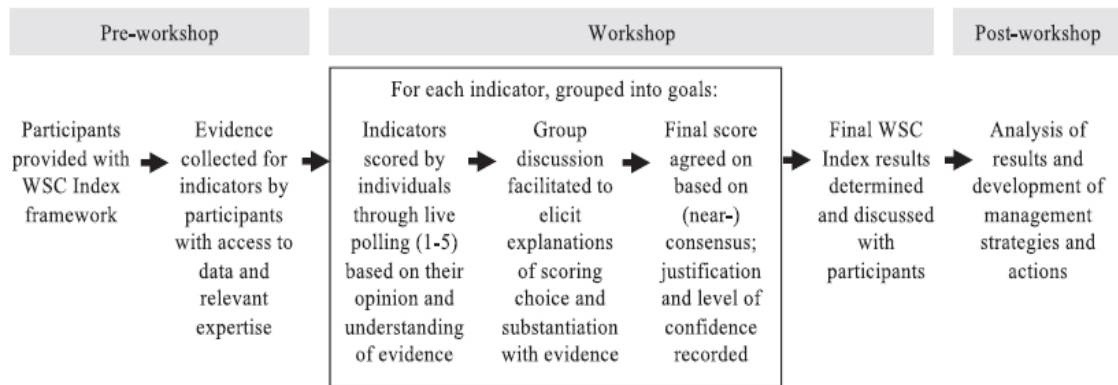 Pre-workshop
Workshop
Post-workshop
For each indicator, grouped into goals:
Participants
provided with
WSC Index
framework
Evidence
collected for
indicators by
participants
with access to
data and
relevant
expertise
Indicators
scored by
individuals
through live
polling (1-5)
based on their
opinion and
understanding
of evidence
Group
discussion
facilitated to
elicit
explanations
of scoring
choice and
substantiation
with evidence
Final score
agreed on
based on
(near-)
consensus;
justification
and level of
confidence
recorded
Final WSC
Index results
determined
and discussed
with
participants
Analysis of
results and
development of
management
strategies and
actions